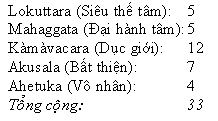 Lokuttara (Siêu thế tâm): 5
Mahaggata (Đại hành tâm): 5
Kàmàvacara (Dục giới): 12
Akusala (Bất thiện): 7
Ahetuka (Vô nhân): 4
Tổng cộng: 33